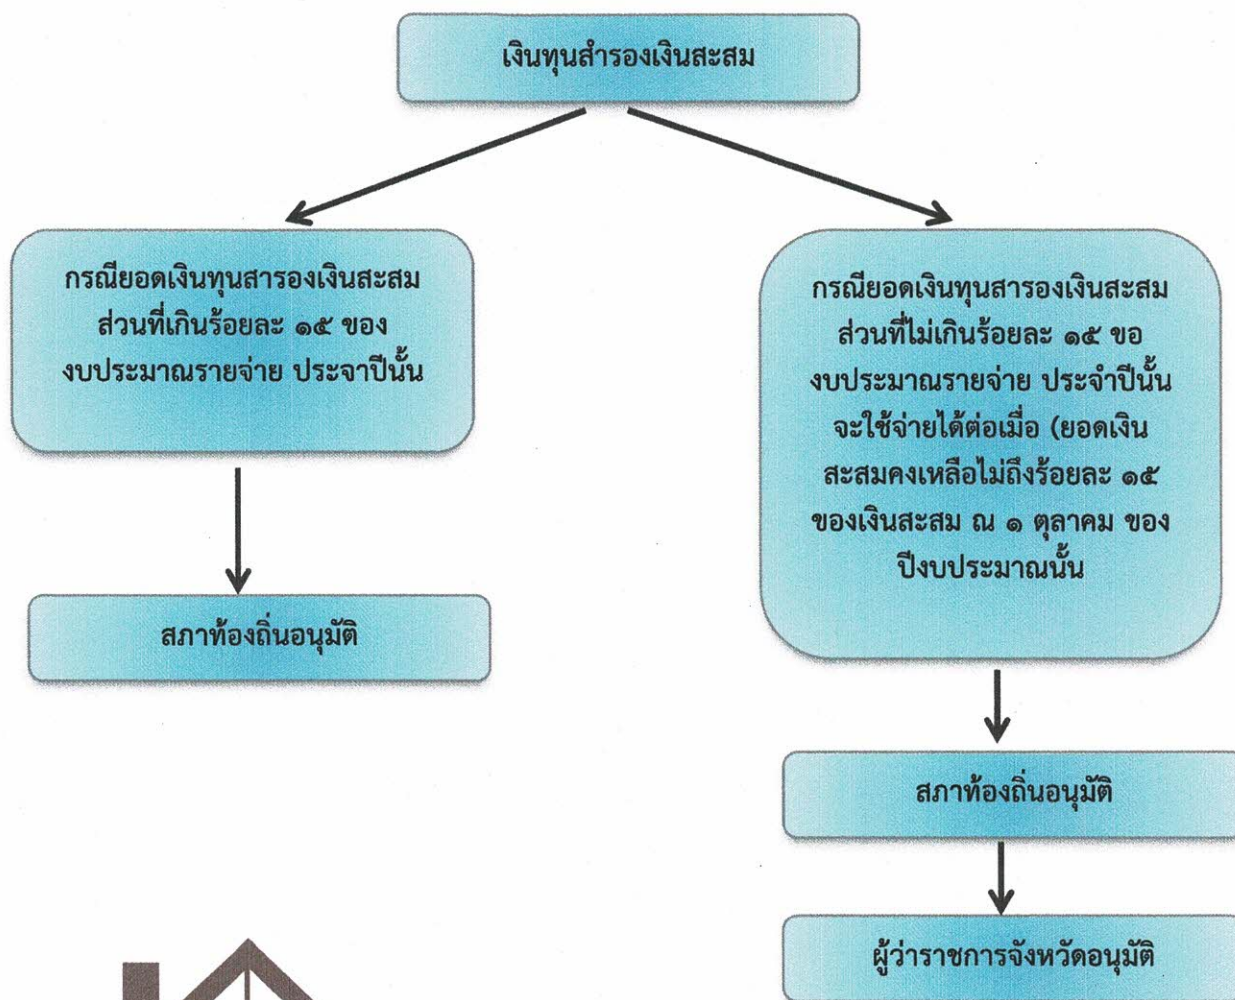 เงินทุนสำรองเงินสะสม
กรณียอดเงินทุนสารองเงินสะสม
ส่วนที่เกินร้อยละ ๑๕ ของ
งบประมาณรายจ่าย ประจาปีนั้น
สภาท้องถิ่นอนุมัติ
กรณียอดเงินทุนสารองเงินสะสม
ส่วนที่ไม่เกินร้อยละ ๑๕ ขอ
งบประมาณรายจ่าย ประจำปีนั้น
จะใช้จ่ายได้ต่อเมื่อ (ยอดเงิน
สะสมคงเหลือไม่ถึงร้อยละ ๑๕
ของเงินสะสม ณ ๑ ตุลาคม ของ
ปีงบประมาณนั้น
สภาท้องถิ่นอนุมัติ
ผู้ว่าราชการจังหวัดอนุมัติ